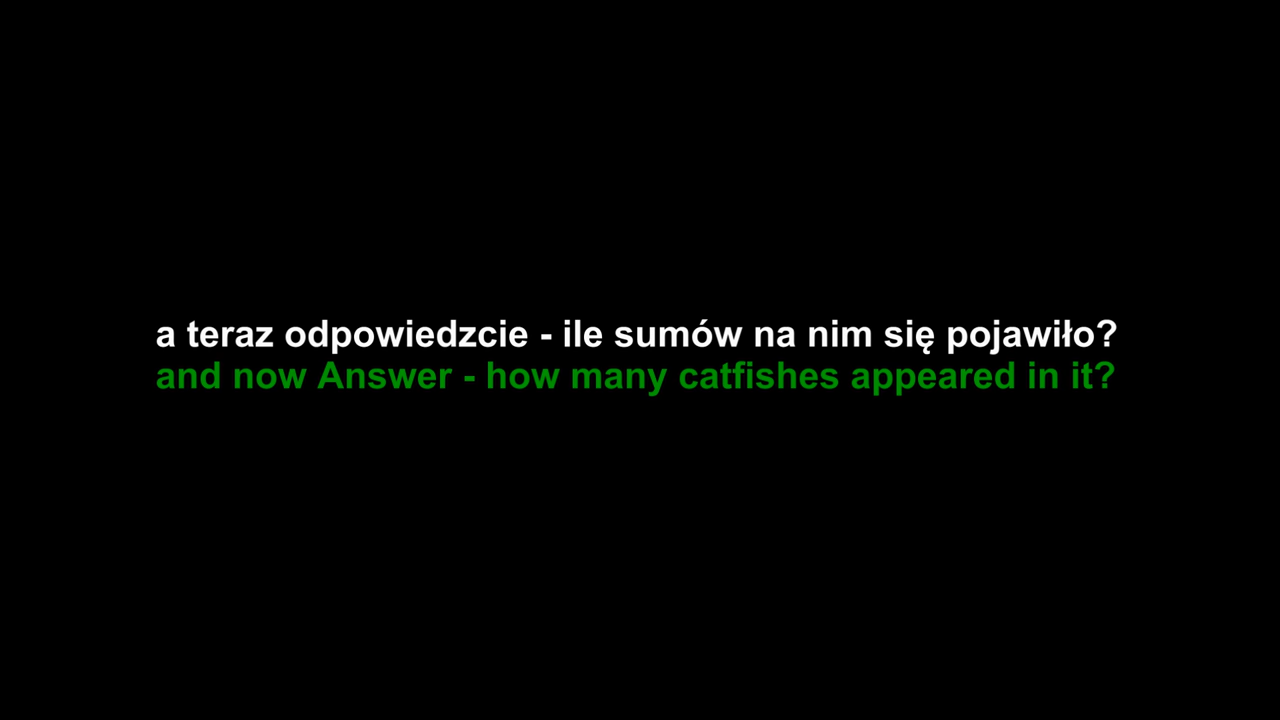 a teraz odpowiedzcie - ile sumów na nim się pojawiło?
and now Answer - how many catfishes appeared in it?